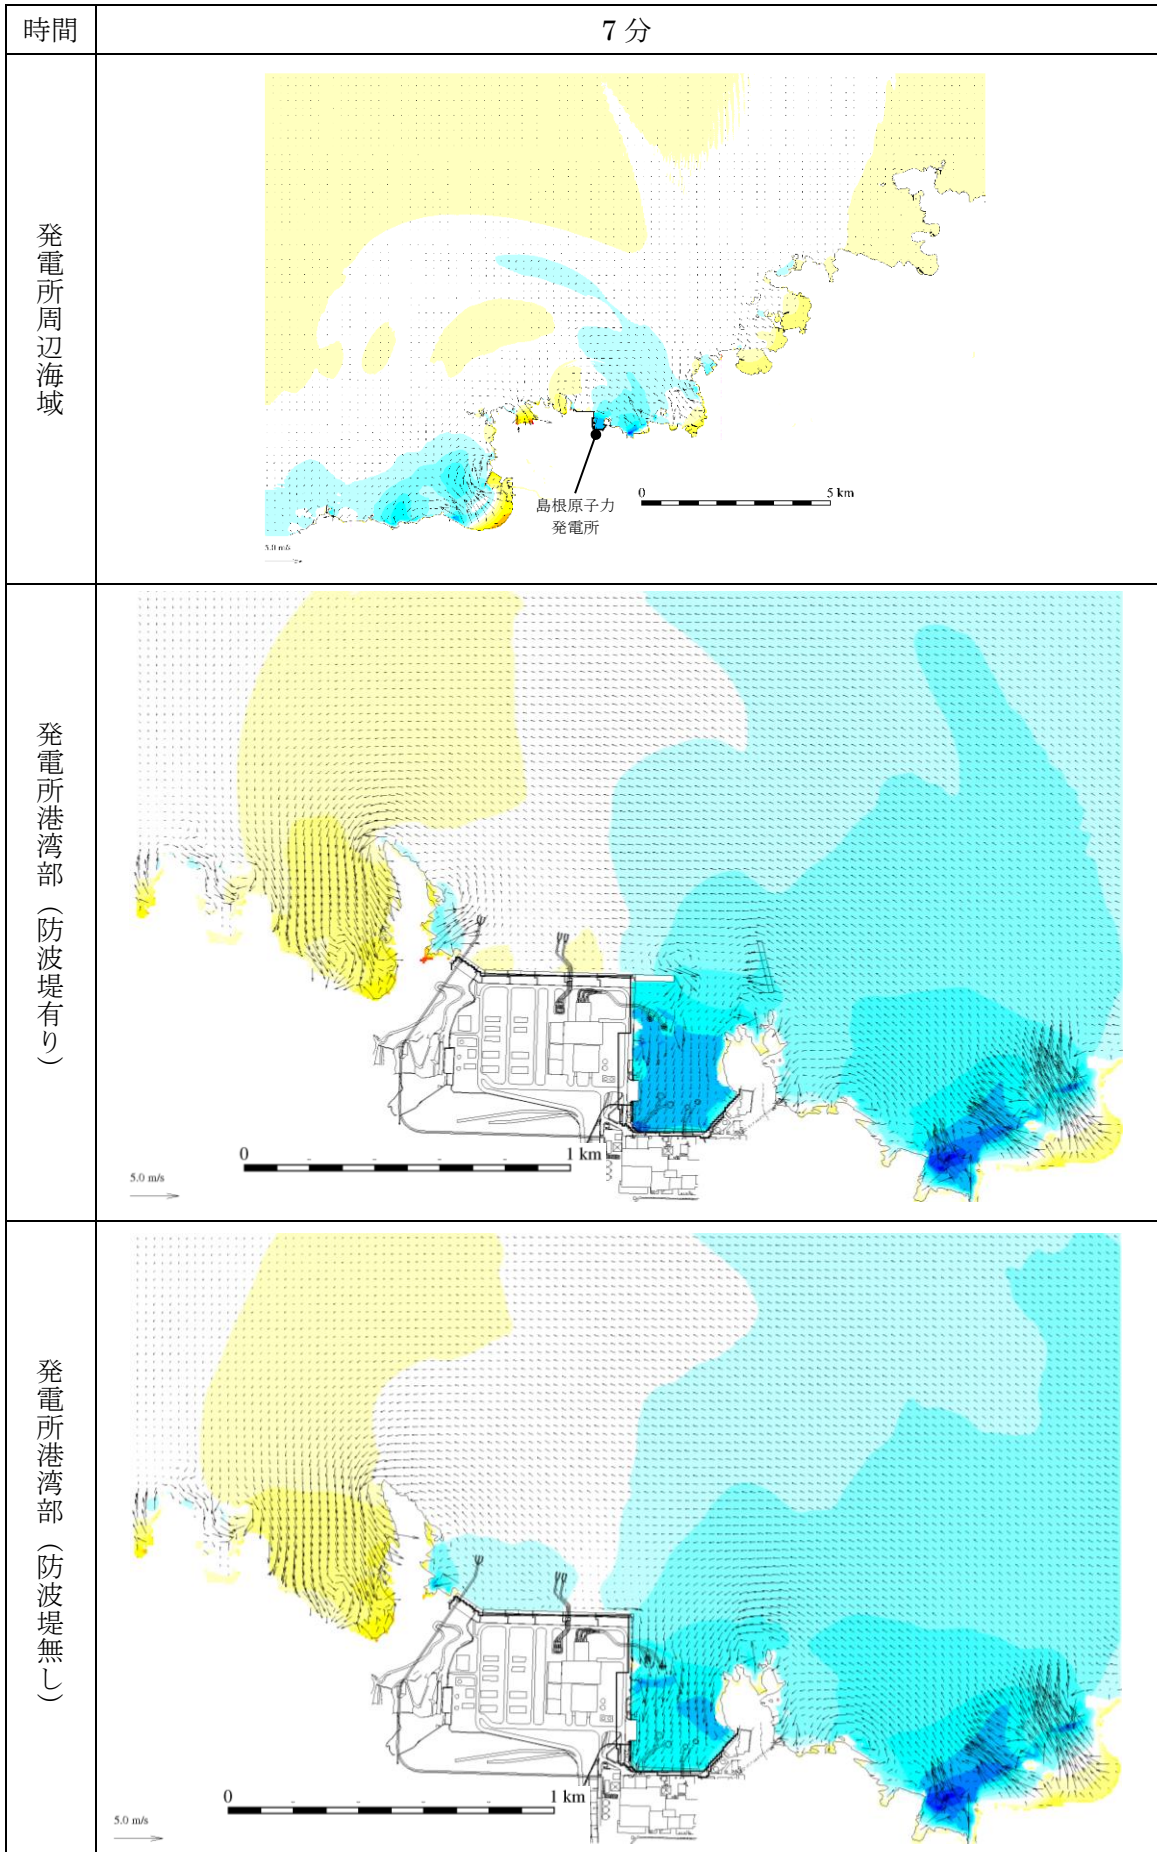 時間
7 分
発電所周辺海域
島根原子力
発電所
0
5 km
5.0 m/s
発電所港湾部（防波堤有り）
0
1 km
5.0 m/s
発電所港湾部（防波堤無し）
0
1 km
5.0 m/s